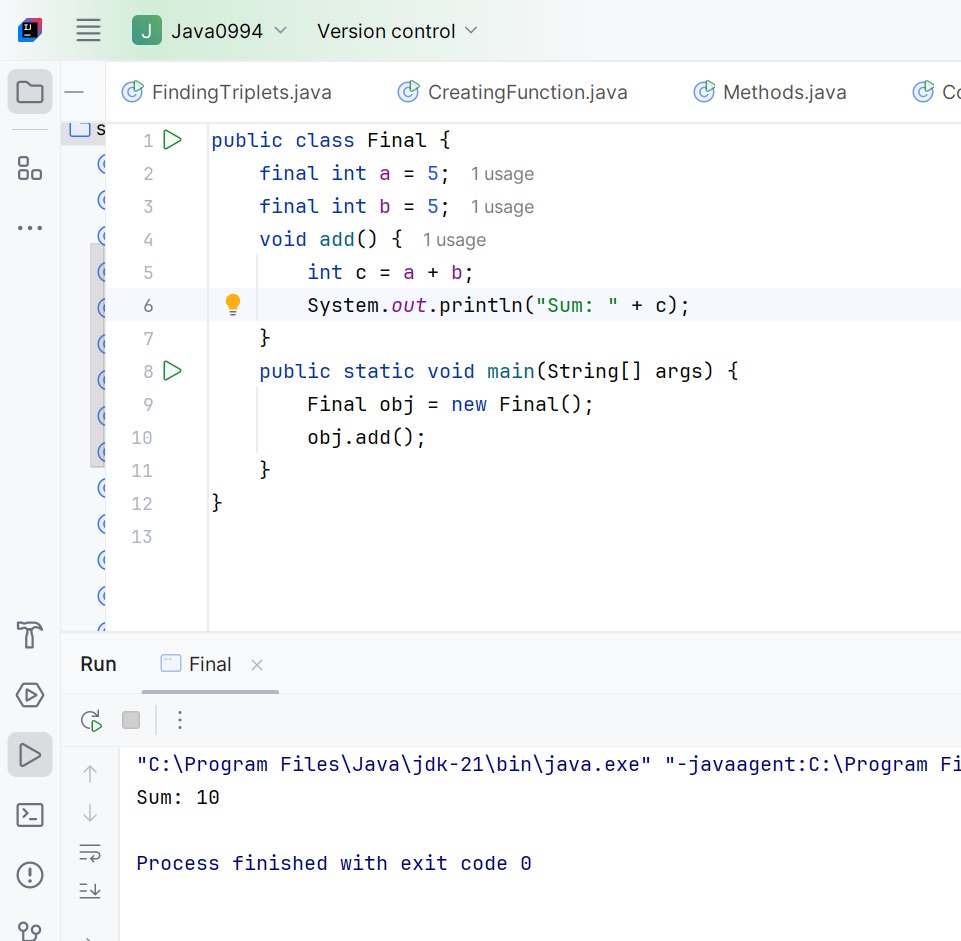 J Java0994 Version control
FindingTriplets.java CreatingFunction.java Methods.java
s
1 public class Final {
2 final int a = 5; 1 usage
3 final int b = 5; 1 usage
4 void add() { 1 usage
5 int c = a + b;
6 System.out.println("Sum: " + c);
7 }
8 public static void main(String[] args) {
9 Final obj = new Final();
10 obj.add();
11 }
12 }
13
Run Final
"C:\Program Files\Java\jdk-21\bin\java.exe" "-javaagent:C:\Program Fi
Sum: 10
Process finished with exit code 0